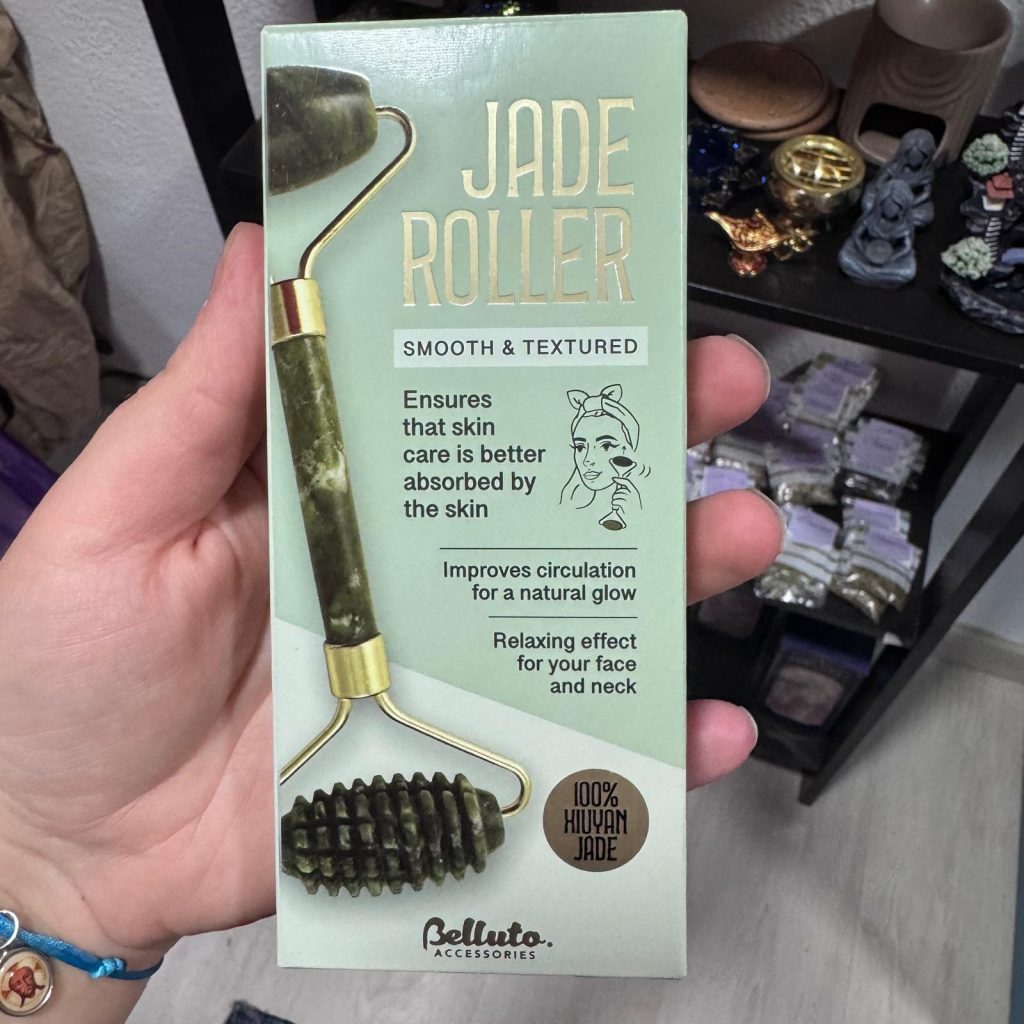 JADE
ROLLER
SMOOTH & TEXTURED
Ensures
that skin
care is better
absorbed by
the skin
Improves circulation
for a natural glow
Relaxing effect
for your face
and neck
100%
XIUYAN
JADE
Belluto.
ACCESSORIES